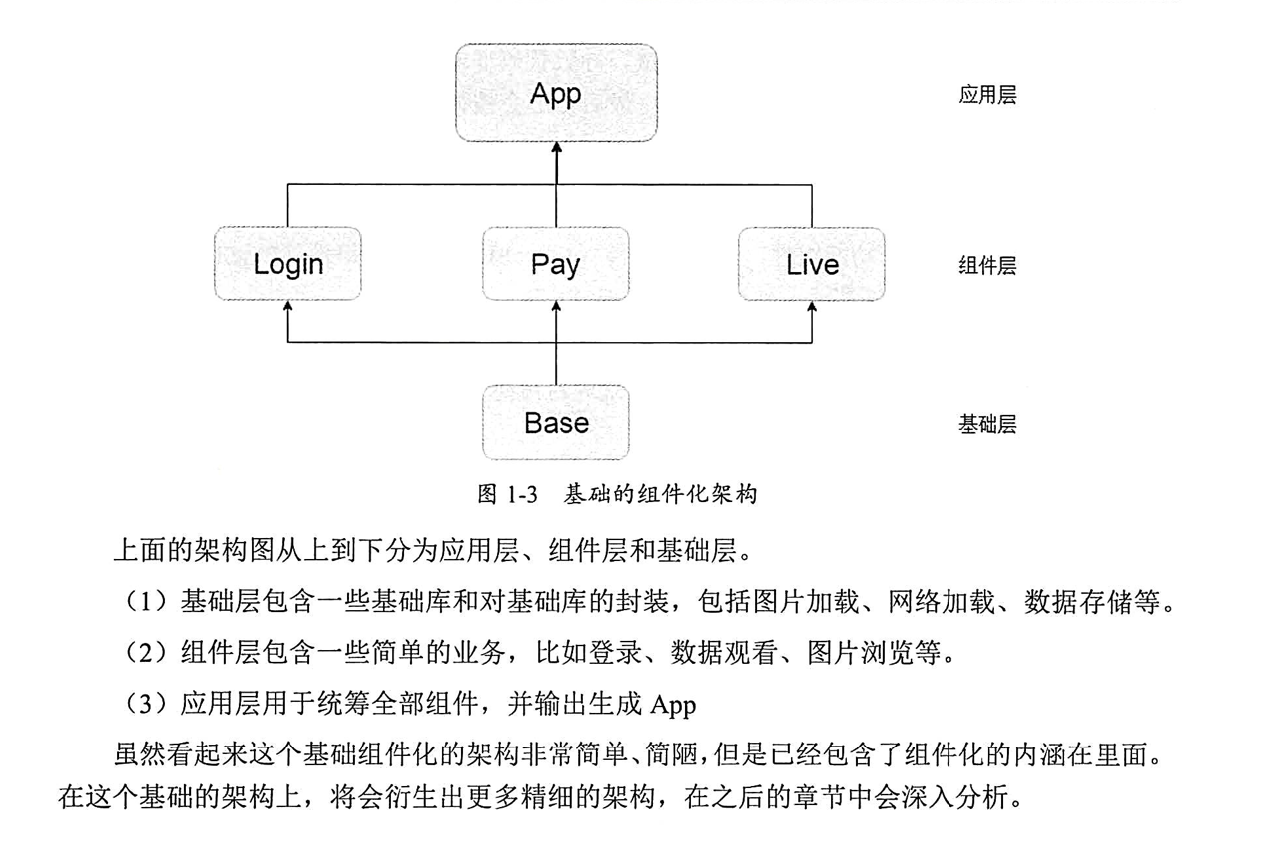 App 应用层
Login Pay Live 组件层
Base 基础层
图 1-3 基础的组件化架构
上面的架构图从上到下分为应用层、组件层和基础层。
（1）基础层包含一些基础库和对基础库的封装，包括图片加载、网络加载、数据存储等。
（2）组件层包含一些简单的业务，比如登录、数据观看、图片浏览等。
（3）应用层用于统筹全部组件，并输出生成 App
虽然看起来这个基础组件化的架构非常简单、简陋，但是已经包含了组件化的内涵在里面。
在这个基础的架构上，将会衍生出更多精细的架构，在之后的章节中会深入分析。